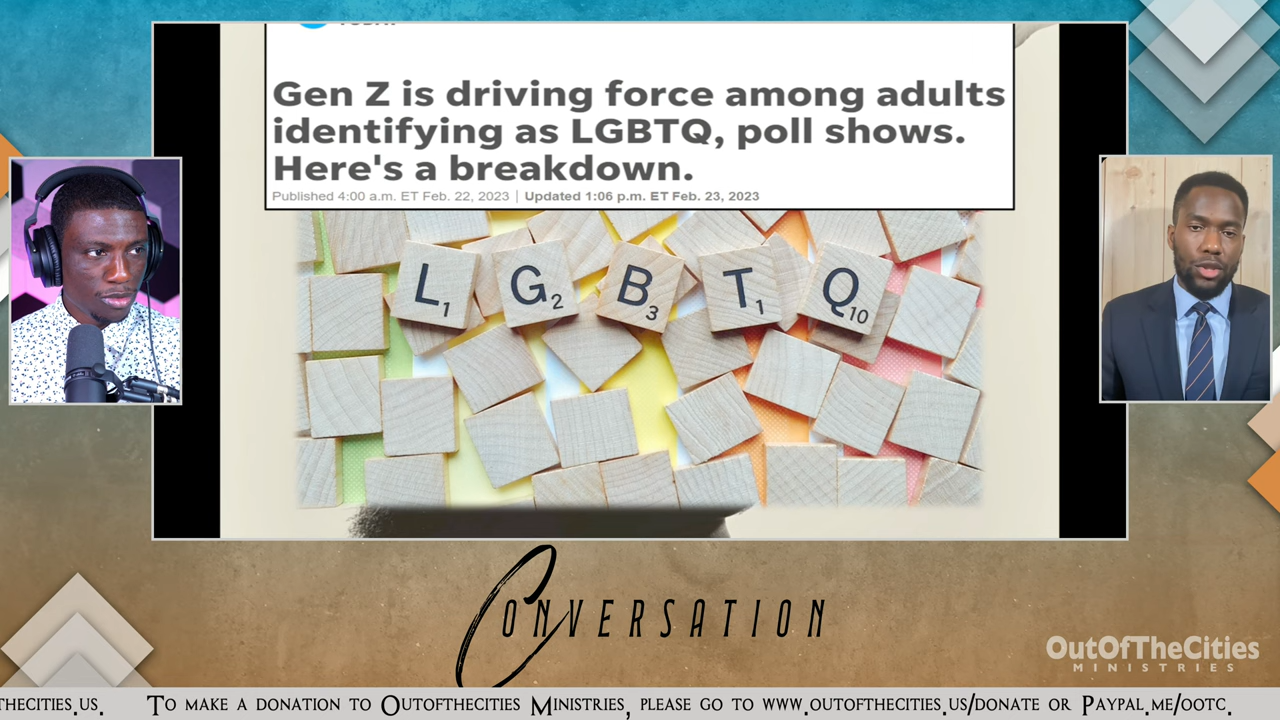 Gen Z is driving force among adults
identifying as LGBTQ, poll shows.
Here's a breakdown.
Published 4:00 a.m. ET Feb. 22, 2023 | Updated 1:06 p.m. ET Feb. 23, 2023
L1 G2 B3 T1 Q10
Conversation
OutOfTheCities
MINISTRIES
thecities.us. To make a donation to Outofthecities Ministries, please go to www.outofthecities.us/donate or Paypal.me/ootc.